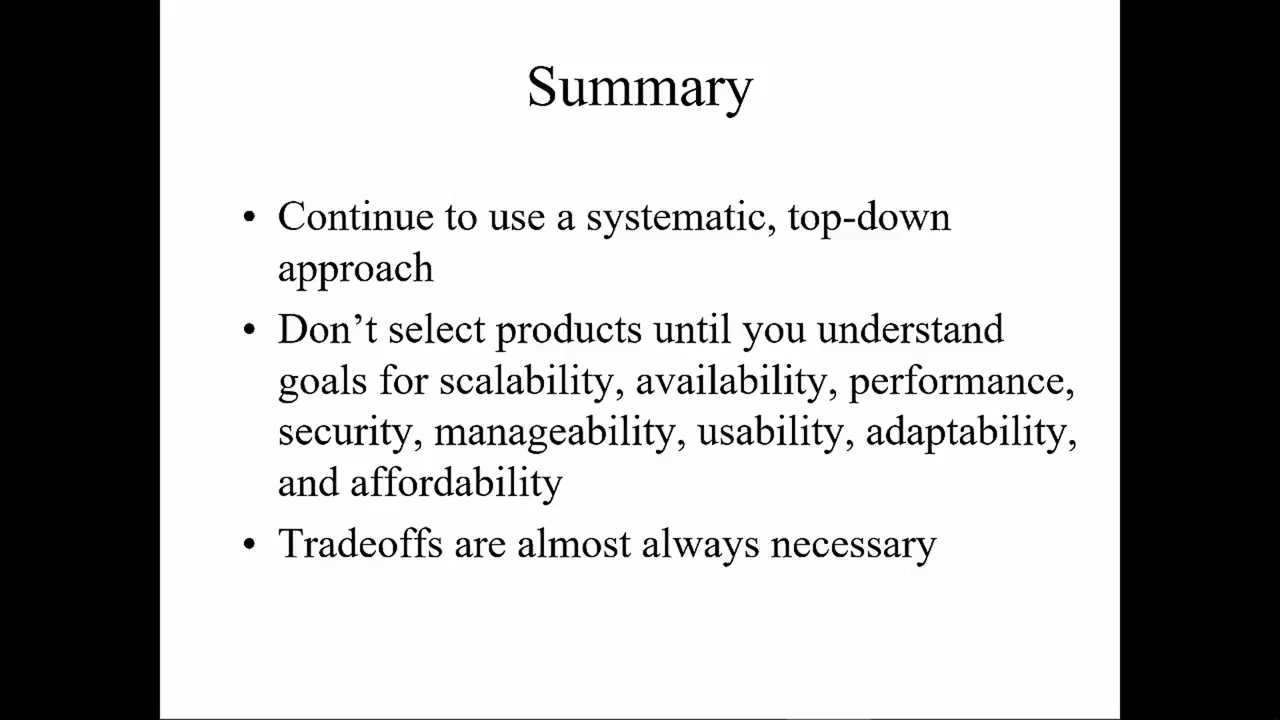 Summary
• Continue to use a systematic, top-down
approach
• Don’t select products until you understand
goals for scalability, availability, performance,
security, manageability, usability, adaptability,
and affordability
• Tradeoffs are almost always necessary